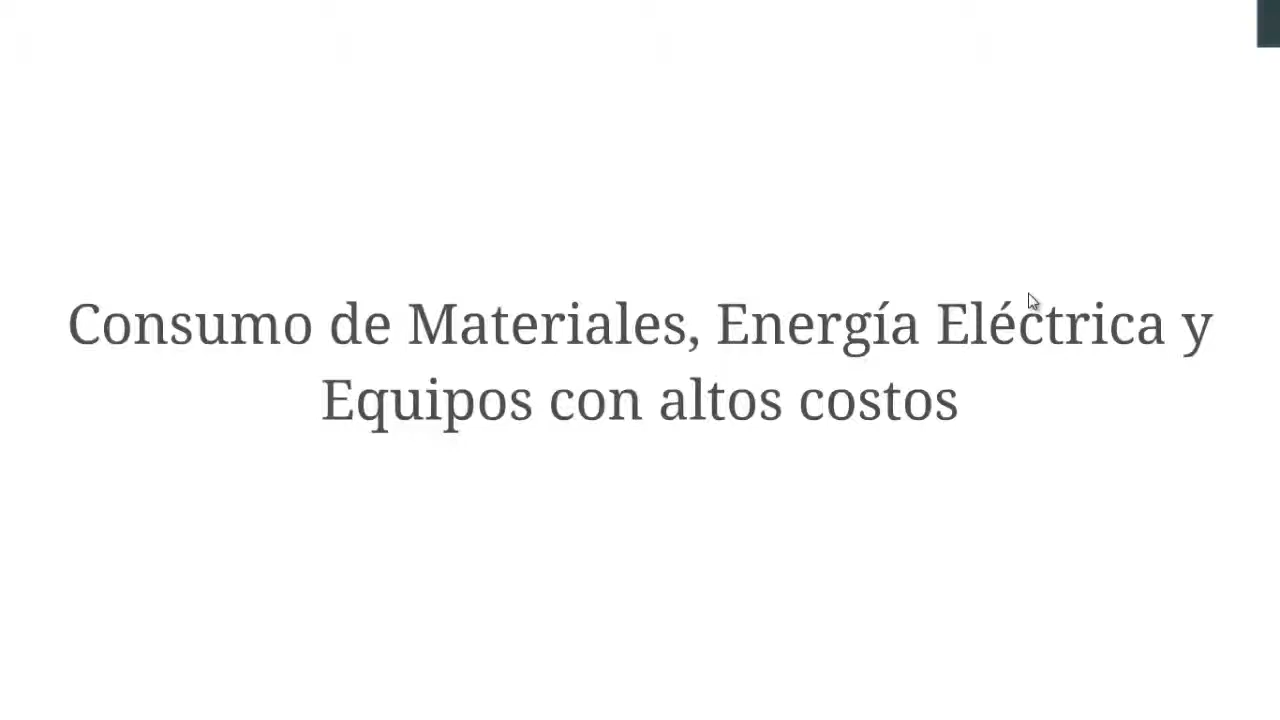 Consumo de Materiales, Energía Eléctrica y
Equipos con altos costos